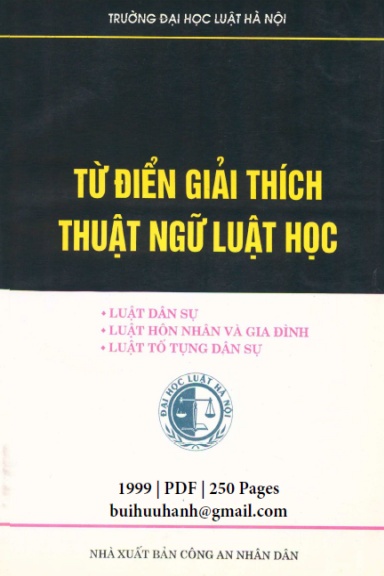 TRƯỜNG ĐẠI HỌC LUẬT HÀ NỘI
TỪ ĐIỂN GIẢI THÍCH
THUẬT NGỮ LUẬT HỌC
• LUẬT DÂN SỰ
• LUẬT HÔN NHÂN VÀ GIA ĐÌNH
• LUẬT TỐ TỤNG DÂN SỰ
ĐẠI HỌC LUẬT HÀ NỘI
1999 | PDF | 250 Pages
buihuuhanh@gmail.com
NHÀ XUẤT BẢN CÔNG AN NHÂN DÂN